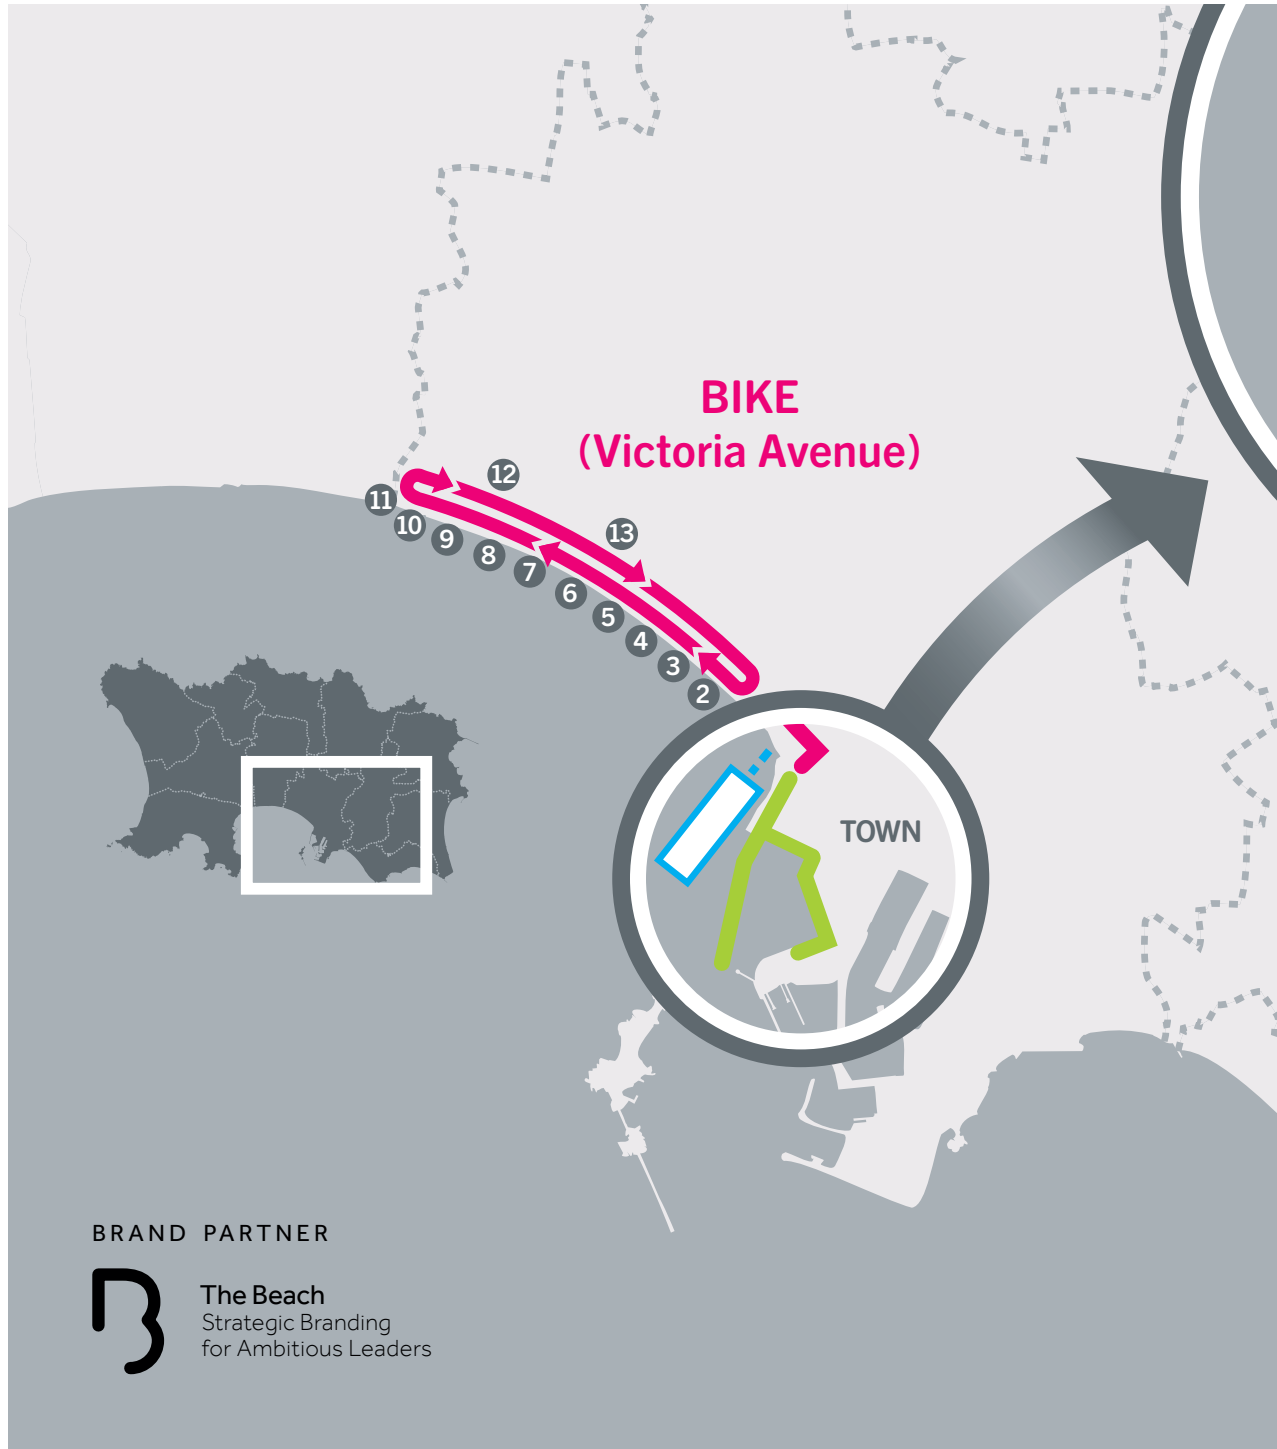 BIKE
(Victoria Avenue)
12
11
10
13
9
8
7
6
5
4
3
2
TOWN
BRAND PARTNER
The Beach
Strategic Branding
for Ambitious Leaders